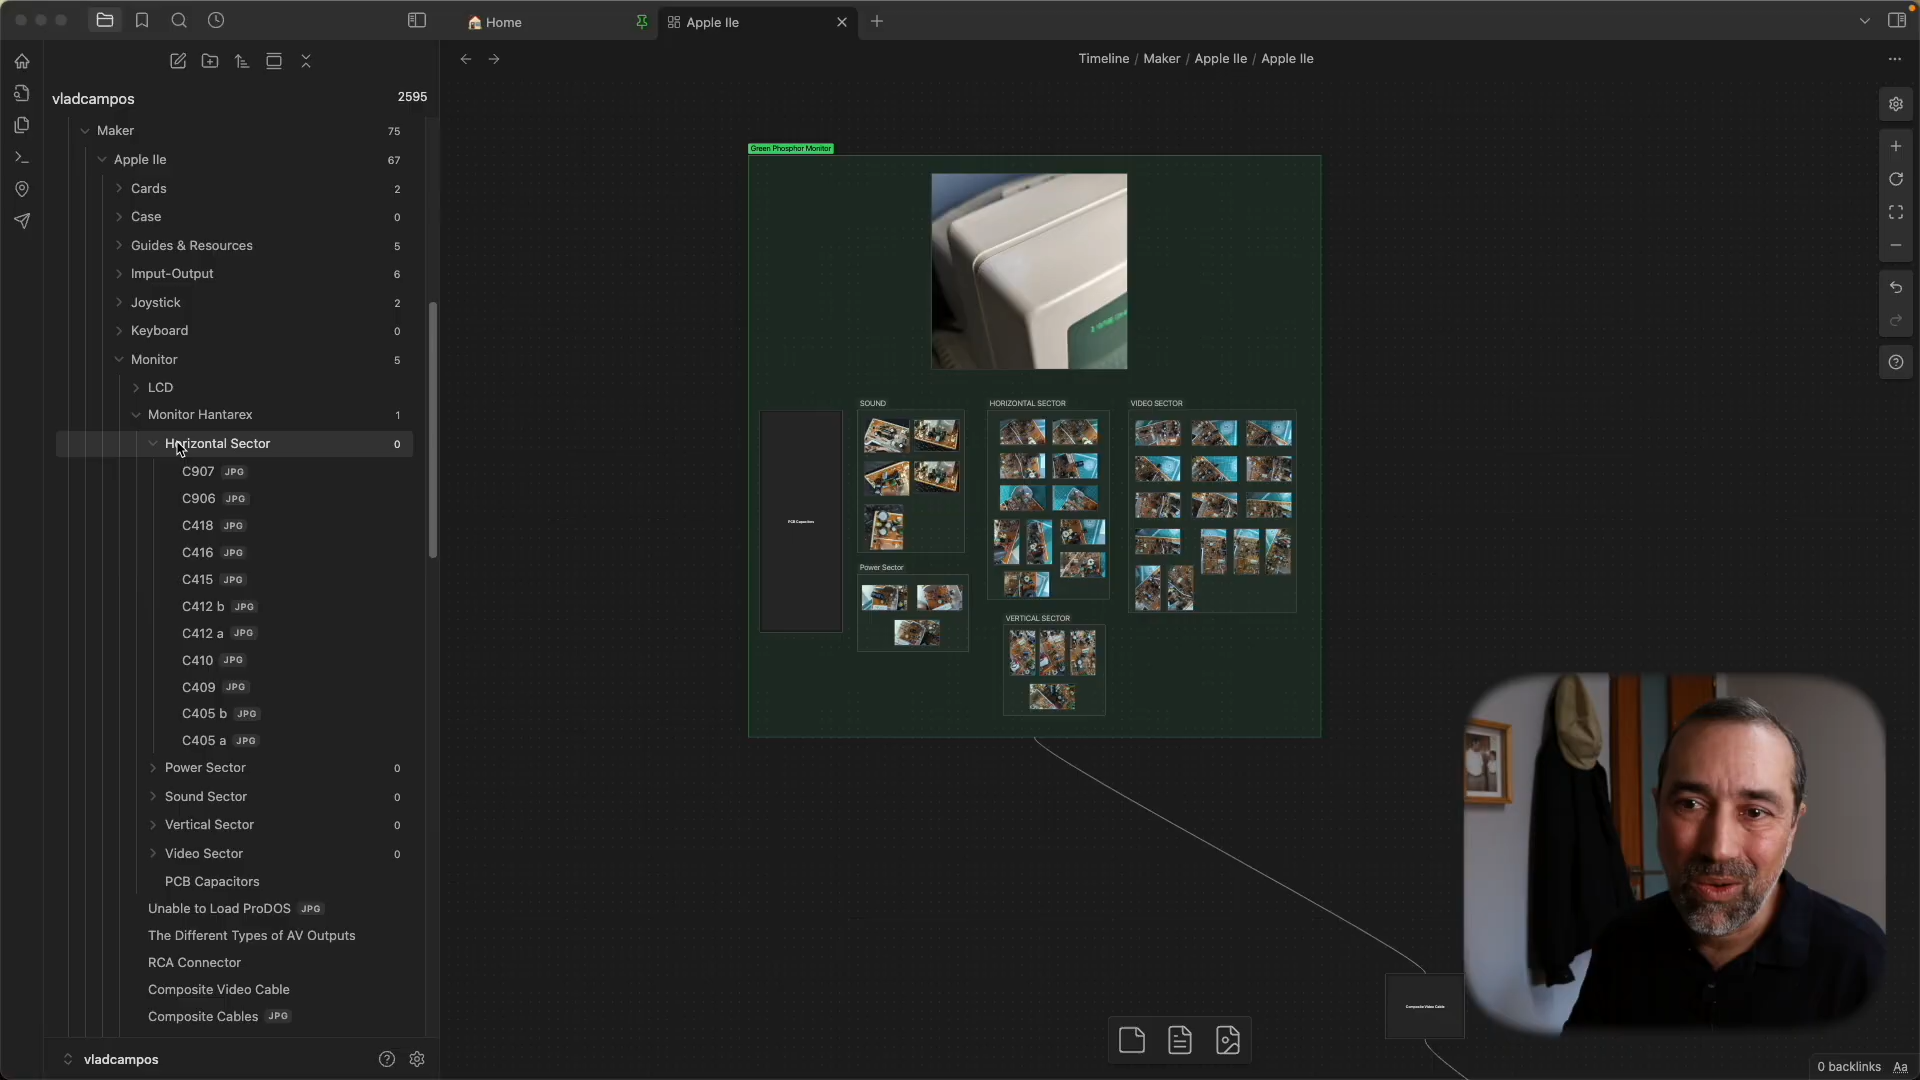 Home
Apple IIe
Timeline / Maker / Apple IIe / Apple IIe
vladcampos 2595
Maker 75
Apple IIe 67
Cards 2
Case 0
Guides & Resources 5
Imput-Output 6
Joystick 2
Keyboard 0
Monitor 5
LCD
Monitor Hantarex 1
Horizontal Sector 0
C907 JPG
C906 JPG
C418 JPG
C416 JPG
C415 JPG
C412 b JPG
C412 a JPG
C410 JPG
C409 JPG
C405 b JPG
C405 a JPG
Power Sector 0
Sound Sector 0
Vertical Sector 0
Video Sector 0
PCB Capacitors
Unable to Load ProDOS JPG
The Different Types of AV Outputs
RCA Connector
Composite Video Cable
Composite Cables JPG
vladcampos
Green Phosphor Monitor
SOUND
HORIZONTAL SECTOR
VIDEO SECTOR
PCB Capacitors
Power Sector
VERTICAL SECTOR
Composite Video Cable
0 backlinks Aa